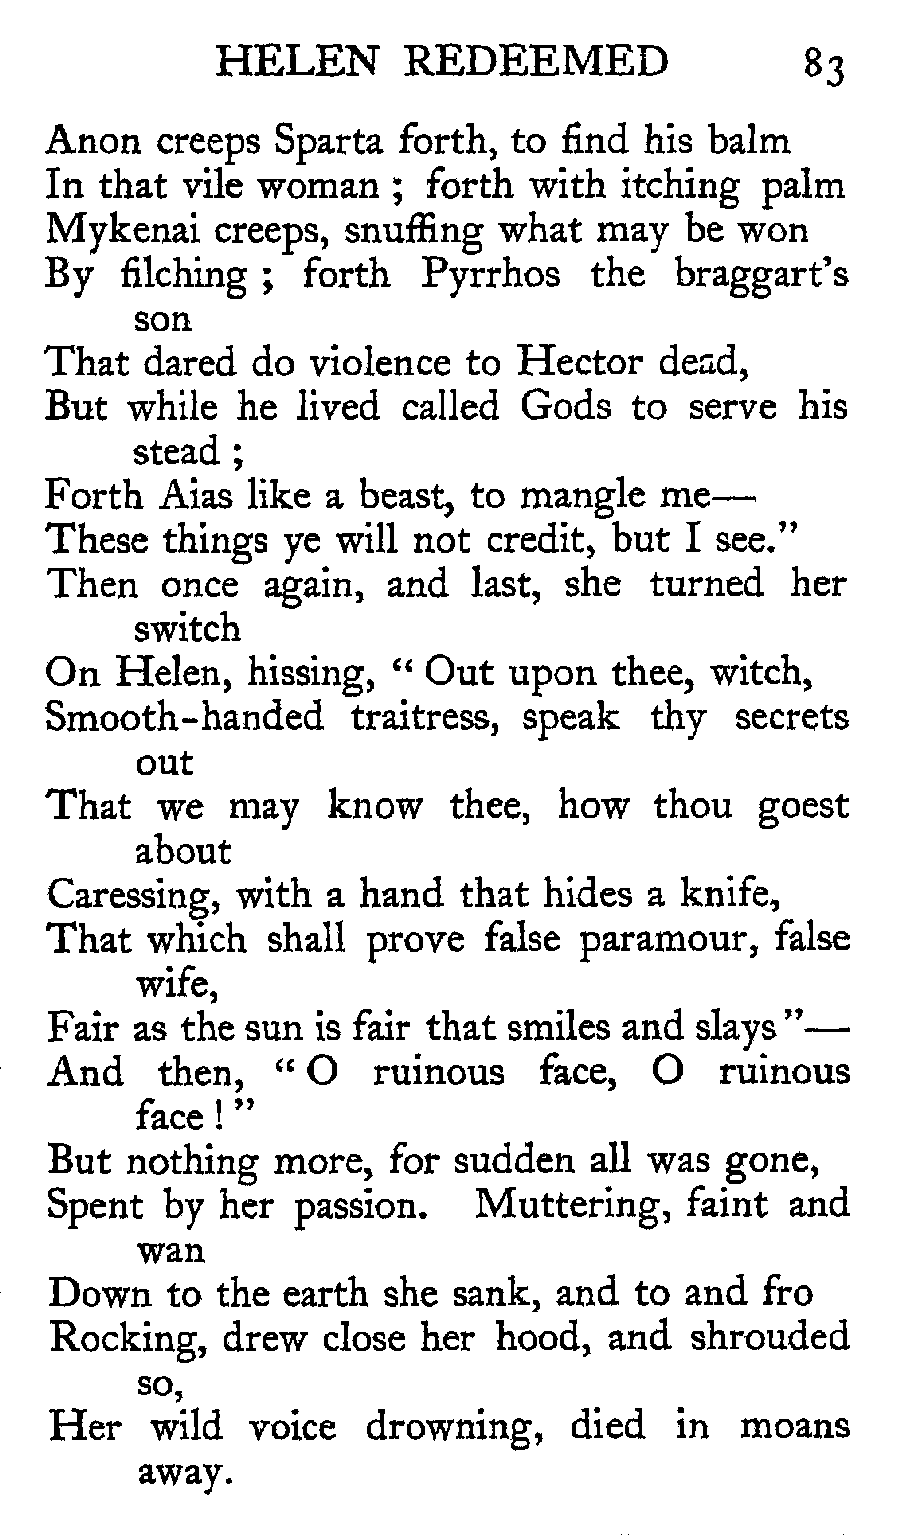 HELEN REDEEMED 83
Anon creeps Sparta forth, to find his balm
In that vile woman ; forth with itching palm
Mykenai creeps, snuffing what may be won
By filching ; forth Pyrrhos the braggart's
son
That dared do violence to Hector dead,
But while he lived called Gods to serve his
stead ;
Forth Aias like a beast, to mangle me—
These things ye will not credit, but I see."
Then once again, and last, she turned her
switch
On Helen, hissing, " Out upon thee, witch,
Smooth-handed traitress, speak thy secrets
out
That we may know thee, how thou goest
about
Caressing, with a hand that hides a knife,
That which shall prove false paramour, false
wife,
Fair as the sun is fair that smiles and slays "—
And then, " O ruinous face, O ruinous
face ! "
But nothing more, for sudden all was gone,
Spent by her passion. Muttering, faint and
wan
Down to the earth she sank, and to and fro
Rocking, drew close her hood, and shrouded
so,
Her wild voice drowning, died in moans
away.